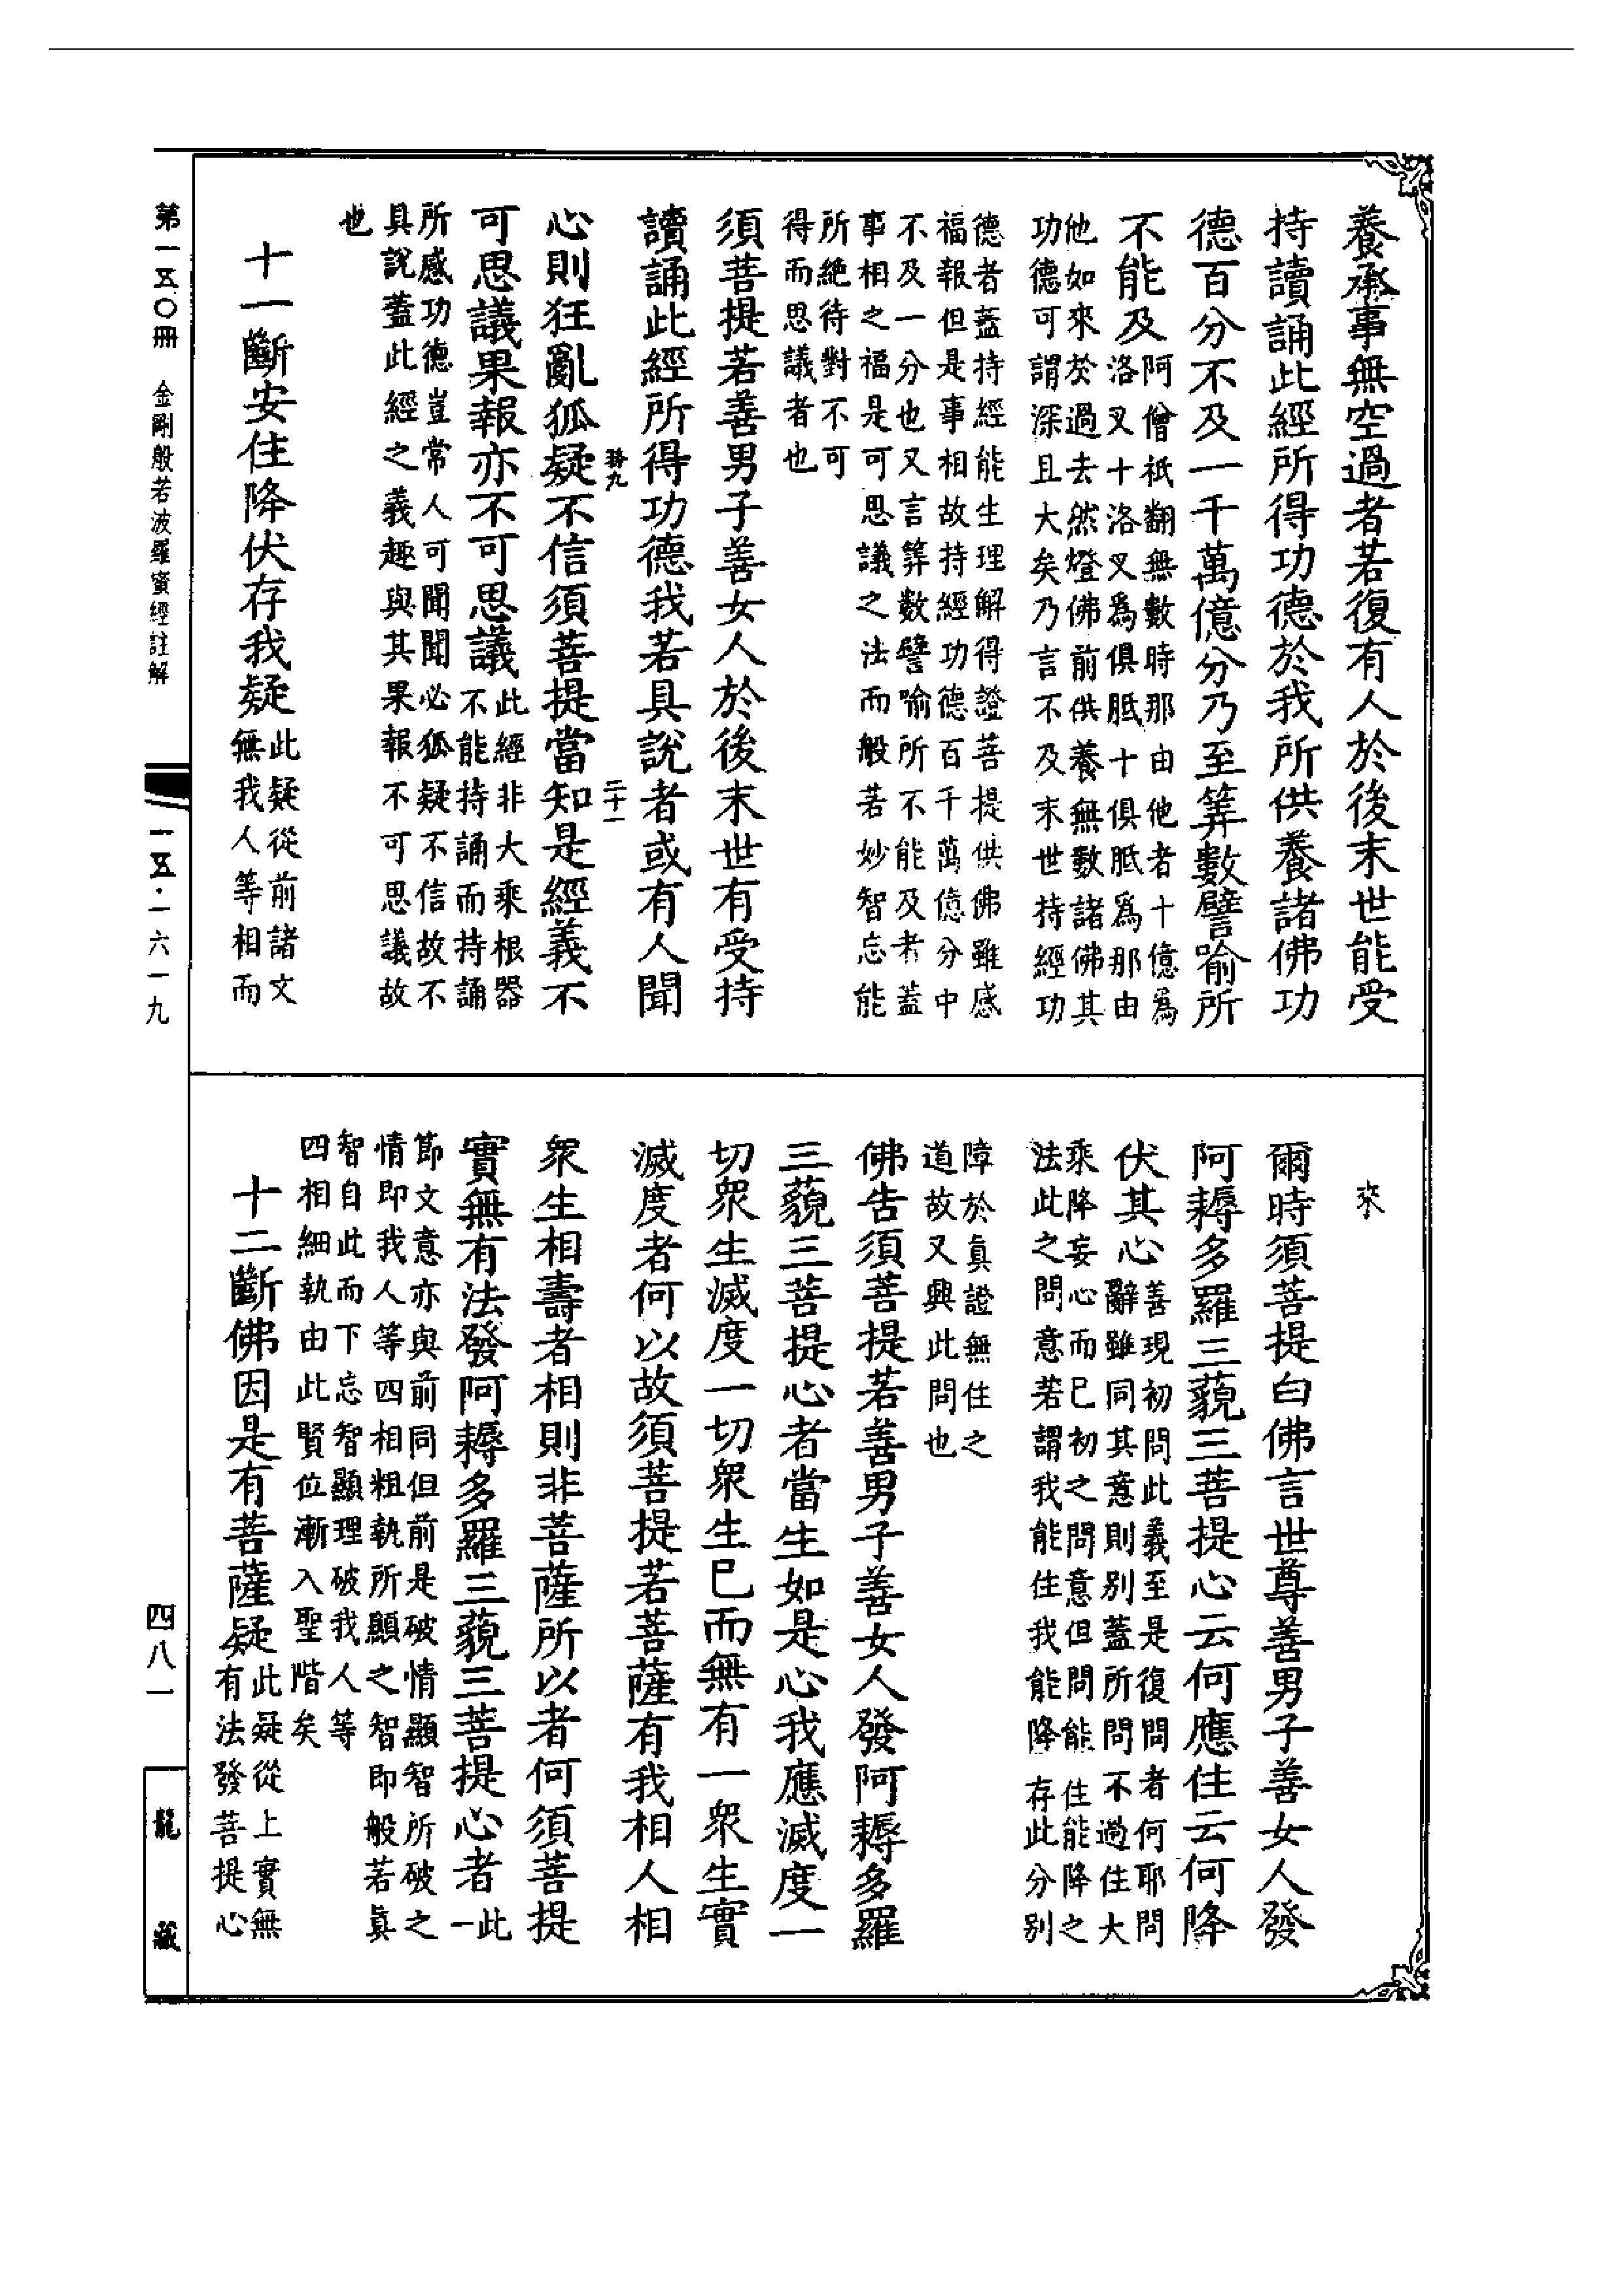 養承事無空過者若復有人於後末世能受
持讀誦此經所得功德於我所供養諸佛功
德百分不及一千萬億分乃至筭數譬喻所
不能及
阿僧祇翻無數時那由他者十億爲
洛叉十洛叉爲俱胝十俱胝爲那由
他如來於過去然燈佛前供養無數諸佛其
功德可謂深且大矣乃言不及末世持經功
德者蓋持經能生理解得證菩提供佛雖感
福報但是事相故持經功德百千萬億分中
不及一分也又言筭數譬喻所不能及者蓋
事相之福是可思議之法而般若妙智忘能
所絶待對不可
得而思議者也
須菩提若善男子善女人於後末世有受持
讀誦此經所得功德我若具說者或有人聞
務九
二十一
心則狂亂狐疑不信須菩提當知是經義不
可思議果報亦不可思議
此經非大乘根器
不能持誦而持誦
所感功德豈常人可聞聞必狐疑不信故不
具說蓋此經之義趣與其果報不可思議故
也
十一斷安住降伏存我疑
此疑從前諸文
無我人等相而
第一五〇冊
金剛般若波羅蜜經註解
一五·一六一九
來
爾時須菩提白佛言世尊善男子善女人發
阿耨多羅三藐三菩提心云何應住云何降
伏其心
善現初問此義至是復問者何耶問
辭雖同其意則别蓋所問不過住大
乘降妄心而已初之問意但問能住能降之
法此之問意若謂我能住我能降存此分别
障於真證無住之
道故又興此問也
佛告須菩提若善男子善女人發阿耨多羅
三藐三菩提心者當生如是心我應滅度一
切衆生滅度一切衆生已而無有一衆生實
滅度者何以故須菩提若菩薩有我相人相
衆生相壽者相則非菩薩所以者何須菩提
實無有法發阿耨多羅三藐三菩提心者
此
一
節文意亦與前同但前是破情顯智所破之
情即我人等四相粗執所顯之智即般若真
智自此而下忘智顯理破我人等
四相細執由此賢位漸入聖階矣
十二斷佛因是有菩薩疑
此疑從上實無
有法發菩提心
四八一
龍藏